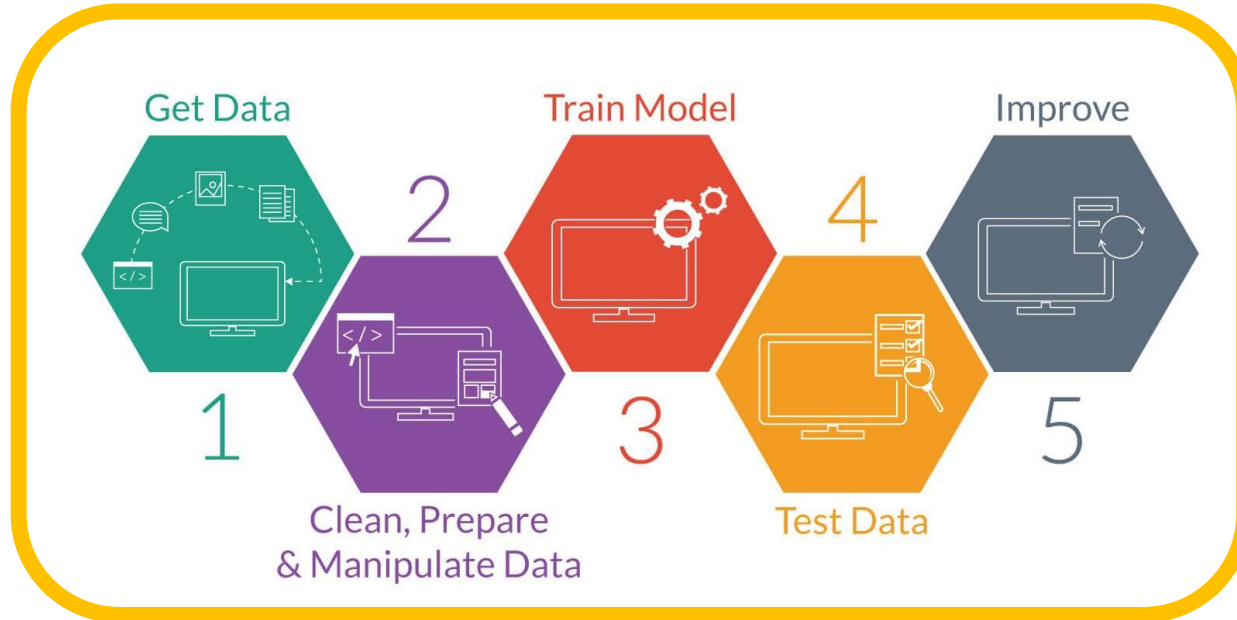 Get Data
1
2
Clean, Prepare
& Manipulate Data
Train Model
3
4
Test Data
Improve
5
</>
</>